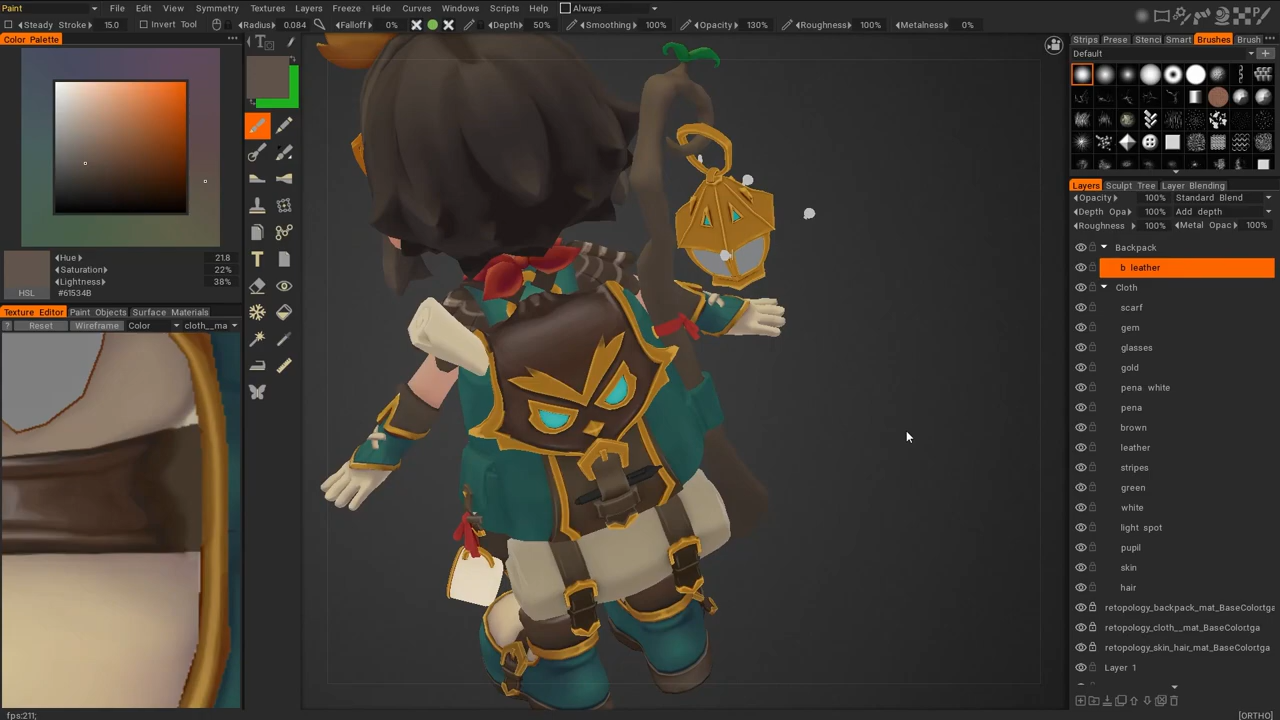 Paint File Edit View Symmetry Textures Layers Freeze Hide Curves Windows Scripts Help Always
Steady Stroke 15.0 Invert Tool Radius 0.084 Falloff 0% Depth 50% Smoothing 100% Opacity 130% Roughness 100% Metalness 0%
Color Palette
Strips Prese Stenci Smart Brushes Brush
Default
Layers Sculpt Tree Layer Blending
Opacity 100% Standard Blend
Depth Opa 100% Add depth
Roughness 100% Metal Opac 100%
Backpack
b leather
Cloth
scarf
gem
glasses
gold
pena white
pena
brown
leather
stripes
green
white
light spot
pupil
skin
hair
retopology_backpack_mat_BaseColortga
retopology_cloth__mat_BaseColortga
retopology_skin_hair_mat_BaseColortga
Layer 1
Hue 21.8
Saturation 22%
Lightness 38%
HSL #61534B
Texture Editor Paint Objects Surface Materials
? Reset Wireframe Color cloth__ma
fps:211; [ORTHO]